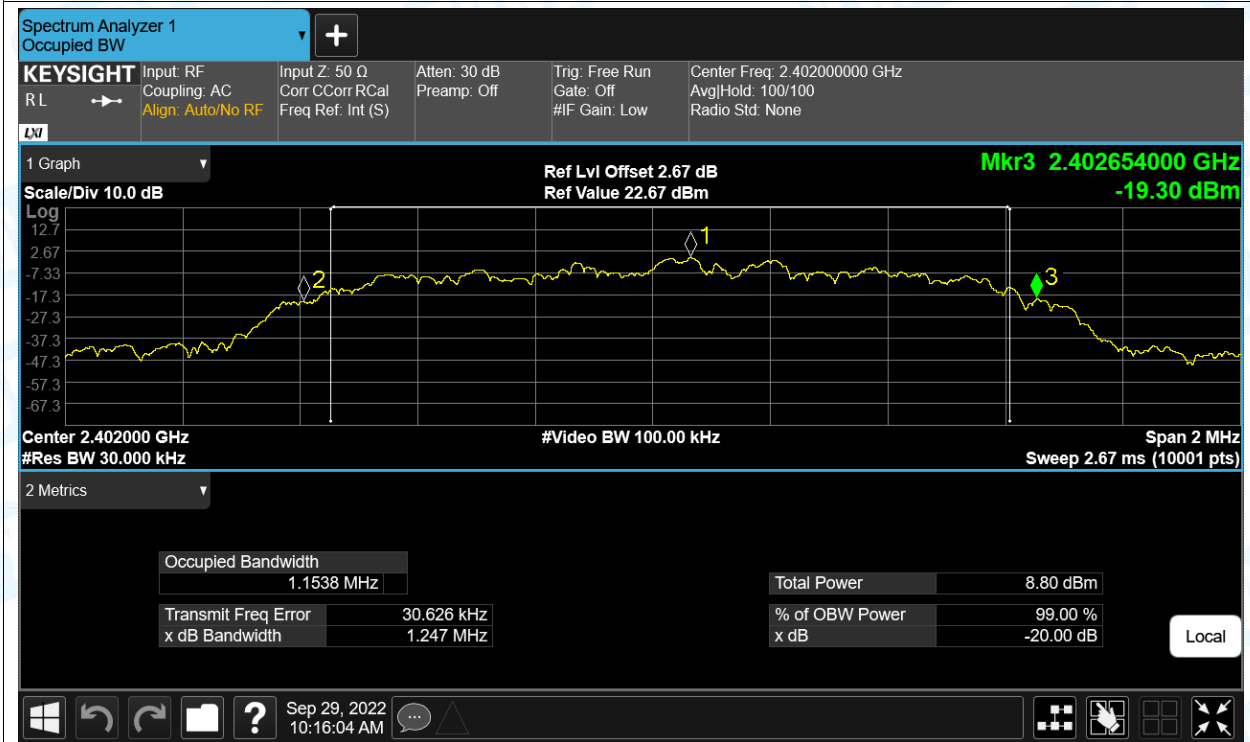 Spectrum Analyzer 1
Occupied BW
KEYSIGHT
R L
LXI
Input: RF
Coupling: AC
Align: Auto/No RF
Input Z: 50 Ω
Corr CCorr RCal
Freq Ref: Int (S)
Atten: 30 dB
Preamp: Off
Trig: Free Run
Gate: Off
#IF Gain: Low
Center Freq: 2.402000000 GHz
Avg|Hold: 100/100
Radio Std: None
1 Graph
Scale/Div 10.0 dB
Ref Lvl Offset 2.67 dB
Ref Value 22.67 dBm
Mkr3 2.402654000 GHz
-19.30 dBm
Log
12.7
2.67
-7.33
-17.3
-27.3
-37.3
-47.3
-57.3
-67.3
1
2
3
Center 2.402000 GHz
#Res BW 30.000 kHz
#Video BW 100.00 kHz
Span 2 MHz
Sweep 2.67 ms (10001 pts)
2 Metrics
Occupied Bandwidth
1.1538 MHz
Transmit Freq Error 30.626 kHz
x dB Bandwidth 1.247 MHz
Total Power 8.80 dBm
% of OBW Power 99.00 %
x dB -20.00 dB
Local
?
Sep 29, 2022
10:16:04 AM